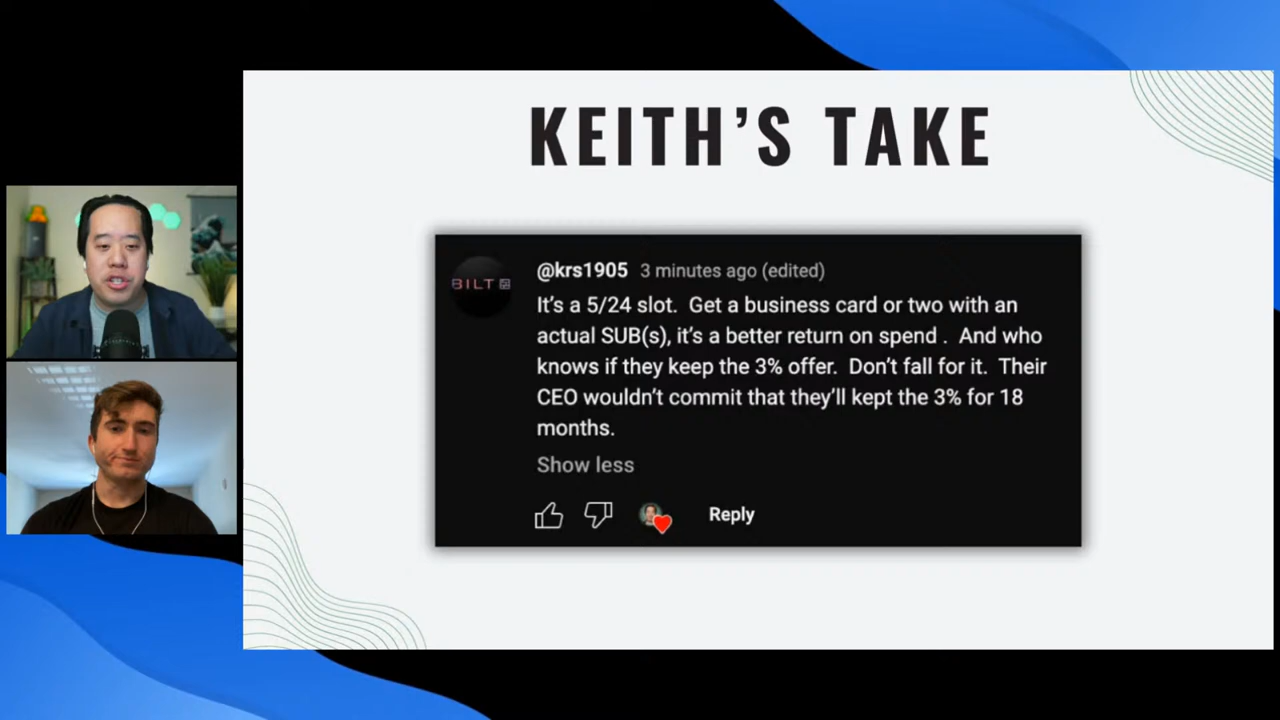 KEITH’S TAKE
BILT
@krs1905 3 minutes ago (edited)
It’s a 5/24 slot. Get a business card or two with an
actual SUB(s), it’s a better return on spend . And who
knows if they keep the 3% offer. Don’t fall for it. Their
CEO wouldn’t commit that they’ll kept the 3% for 18
months.
Show less
Reply